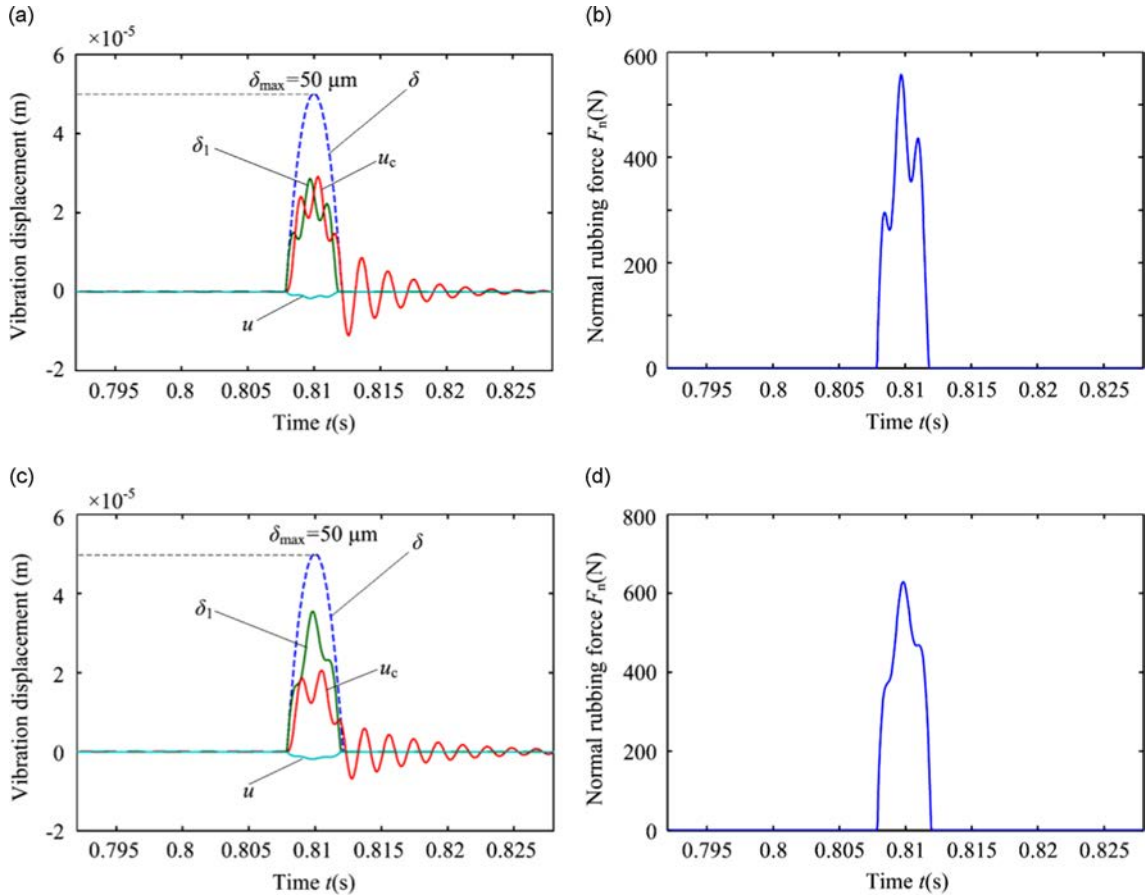 (a)
×10⁻⁵
Vibration displacement (m)
6
4
2
0
-2
δmax=50 μm
δ
δ1
uc
u
0.795 0.8 0.805 0.81 0.815 0.82 0.825
Time t(s)
(b)
Normal rubbing force Fn(N)
600
400
200
0
0.795 0.8 0.805 0.81 0.815 0.82 0.825
Time t(s)
(c)
×10⁻⁵
Vibration displacement (m)
6
4
2
0
-2
δmax=50 μm
δ
δ1
uc
u
0.795 0.8 0.805 0.81 0.815 0.82 0.825
Time t(s)
(d)
Normal rubbing force Fn(N)
800
600
400
200
0
0.795 0.8 0.805 0.81 0.815 0.82 0.825
Time t(s)